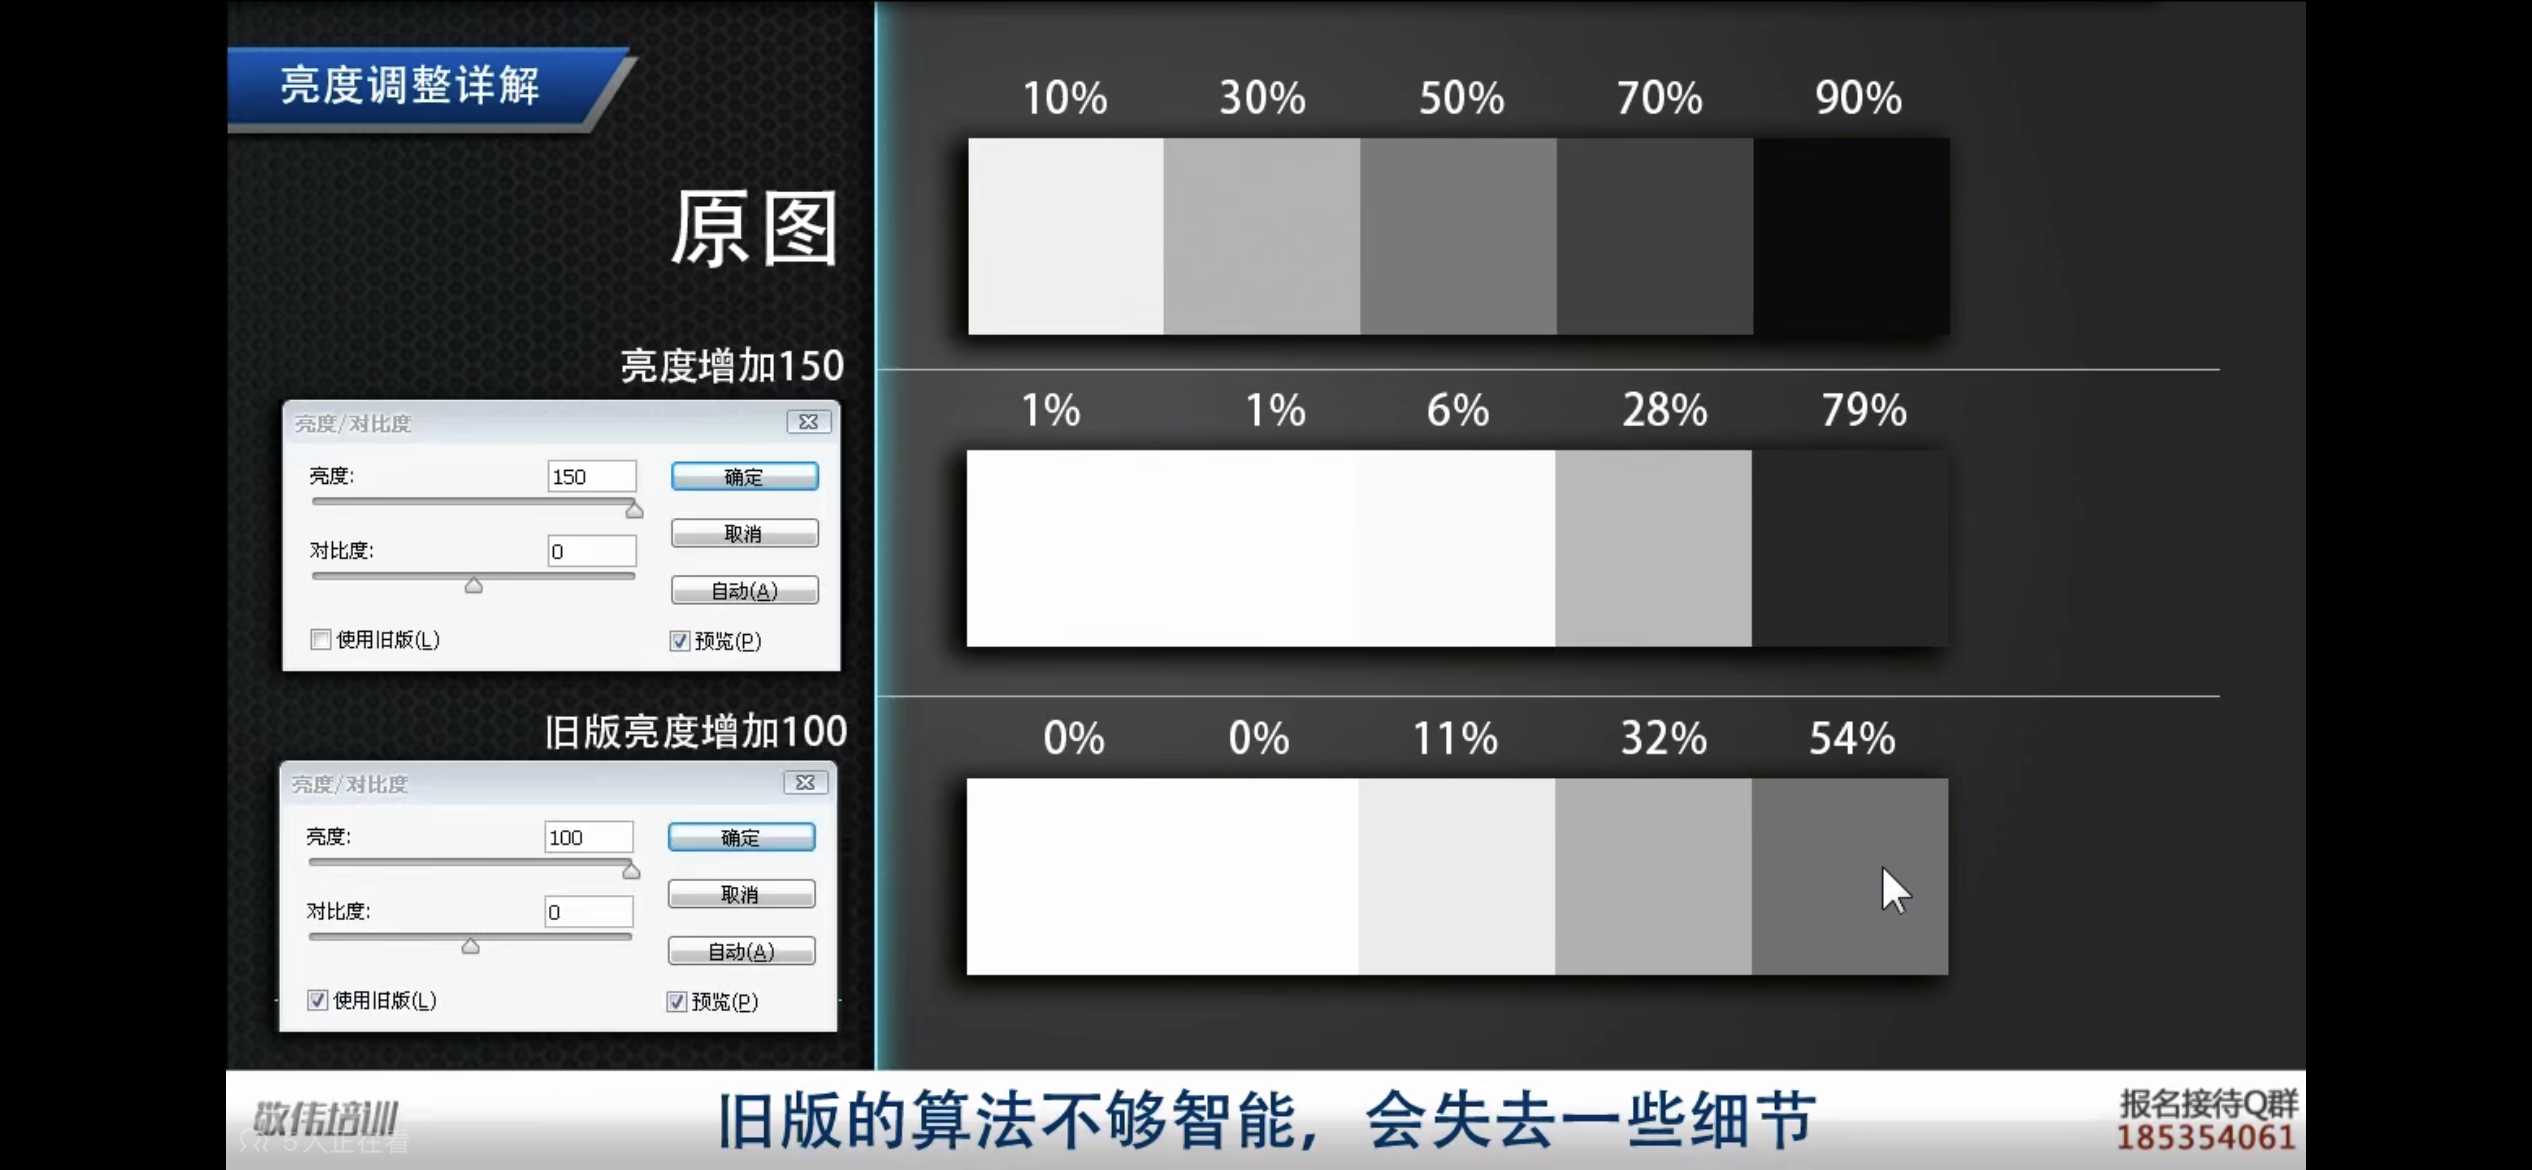 亮度调整详解
原图
10% 30% 50% 70% 90%
亮度增加150
1% 1% 6% 28% 79%
亮度/对比度
亮度: 150
确定
取消
对比度: 0
自动(A)
使用旧版(L)
预览(P)
旧版亮度增加100
0% 0% 11% 32% 54%
亮度/对比度
亮度: 100
确定
取消
对比度: 0
自动(A)
使用旧版(L)
预览(P)
敬伟培训
5人正在看
旧版的算法不够智能，会失去一些细节
报名接待Q群
185354061